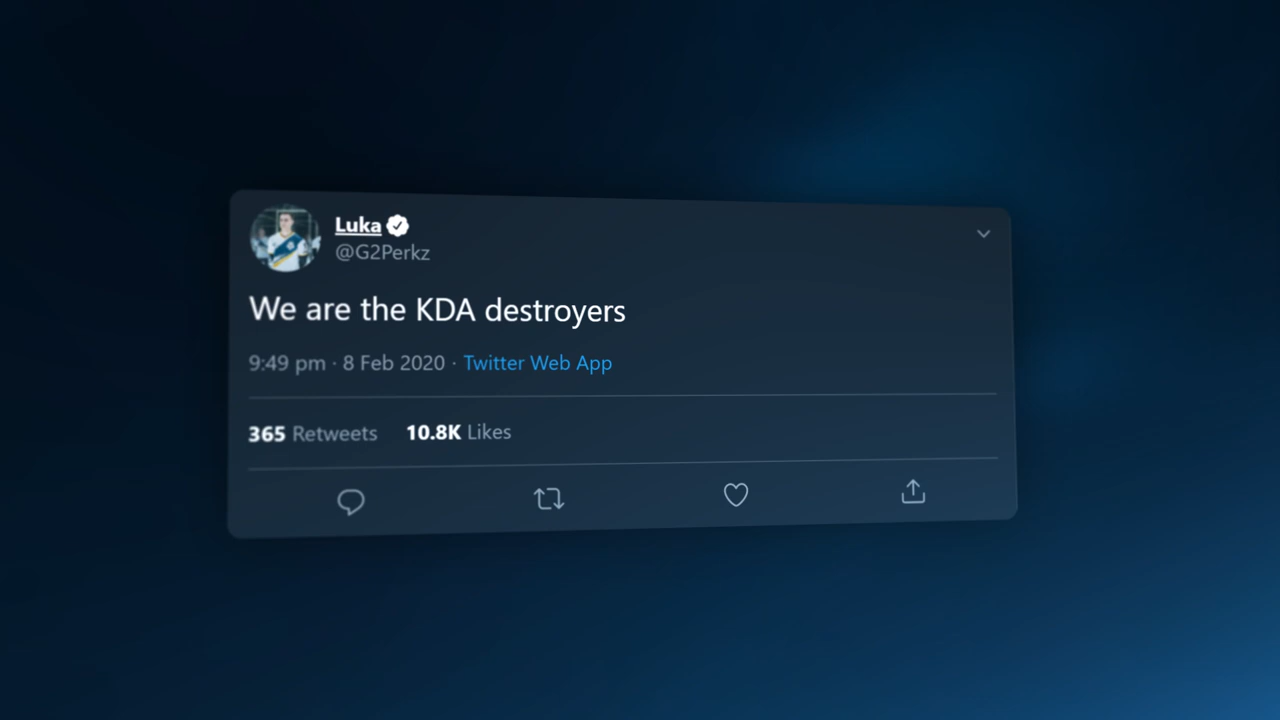 Luka
@G2Perkz
We are the KDA destroyers
9:49 pm · 8 Feb 2020 · Twitter Web App
365 Retweets 10.8K Likes